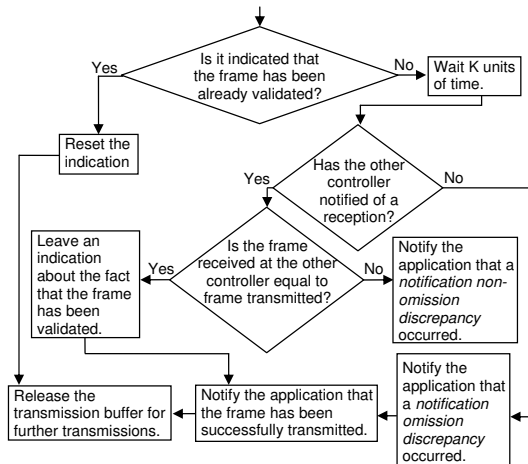 Is it indicated that
the frame has been
already validated?
Yes
No
Wait K units
of time.
Reset the
indication
Has the other
controller
notified of a
reception?
Yes
No
Leave an
indication
about the fact
that the frame
has been
validated.
Is the frame
received at the other
controller equal to
frame transmitted?
Yes
No
Notify the
application that a
notification non-
omission
discrepancy
occurred.
Release the
transmission buffer for
further transmissions.
Notify the application that
the frame has been
successfully transmitted.
Notify the
application that
a notification
omission
discrepancy
occurred.